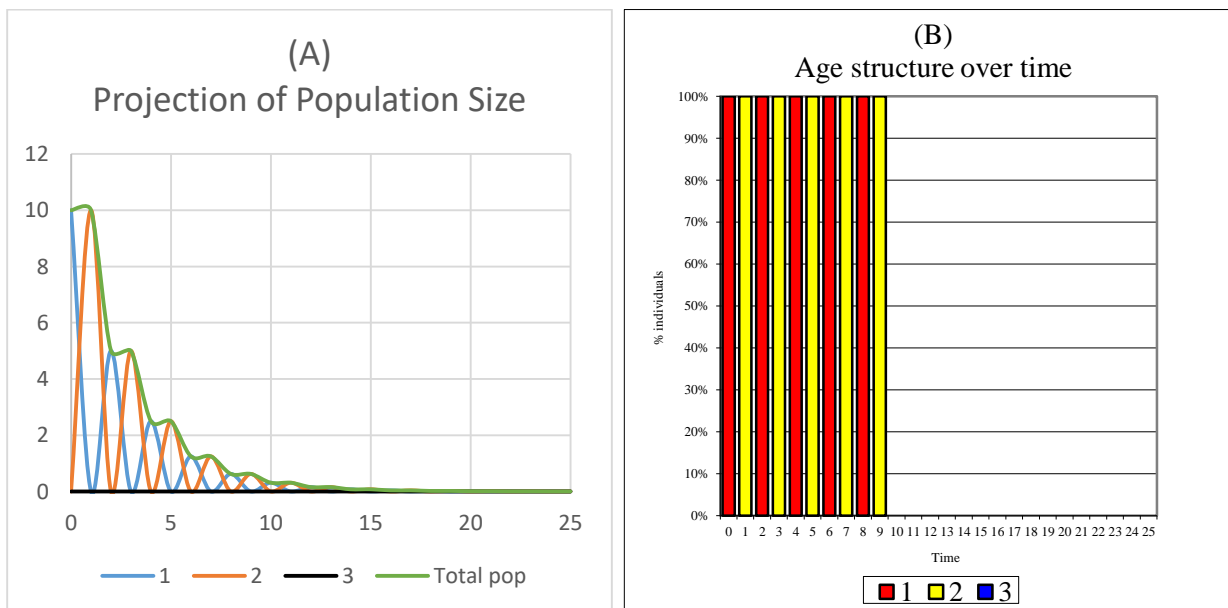 (A)
Projection of Population Size
12
10
8
6
4
2
0
0 5 10 15 20 25
1 2 3 Total pop
(B)
Age structure over time
100%
90%
80%
70%
60%
50%
40%
30%
20%
10%
0%
% individuals
0 1 2 3 4 5 6 7 8 9 10 11 12 13 14 15 16 17 18 19 20 21 22 23 24 25
Time
1 2 3